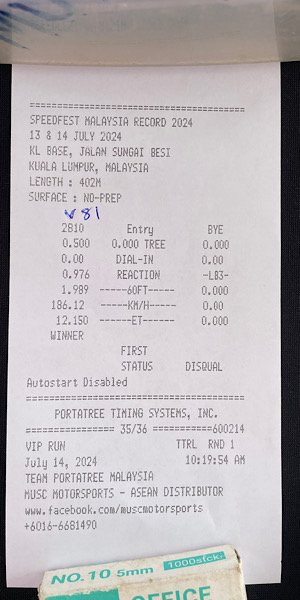 ==============================
SPEEDFEST MALAYSIA RECORD 2024
13 & 14 JULY 2024
KL BASE, JALAN SUNGAI BESI
KUALA LUMPUR, MALAYSIA
LENGTH : 402M
SURFACE : NO-PREP
V81
2810 Entry BYE
0.500 0.000 TREE 0.000
0.00 DIAL-IN 0.00
0.976 REACTION -LB3-
1.989 -----60FT----- 0.000
186.12 -----KM/H----- 0.00
12.150 ------ET------ 0.000
WINNER
FIRST
STATUS DISQUAL
Autostart Disabled
==============================
PORTATREE TIMING SYSTEMS, INC.
============ 35/36 ===========600214
VIP RUN TTRL RND 1
July 14, 2024 10:19:54 AM
TEAM PORTATREE MALAYSIA
MUSC MOTORSPORTS - ASEAN DISTRIBUTOR
www.facebook.com/muscmotorsports
+6016-6681490
NO.10 5mm 1000sfck.
OFFICE